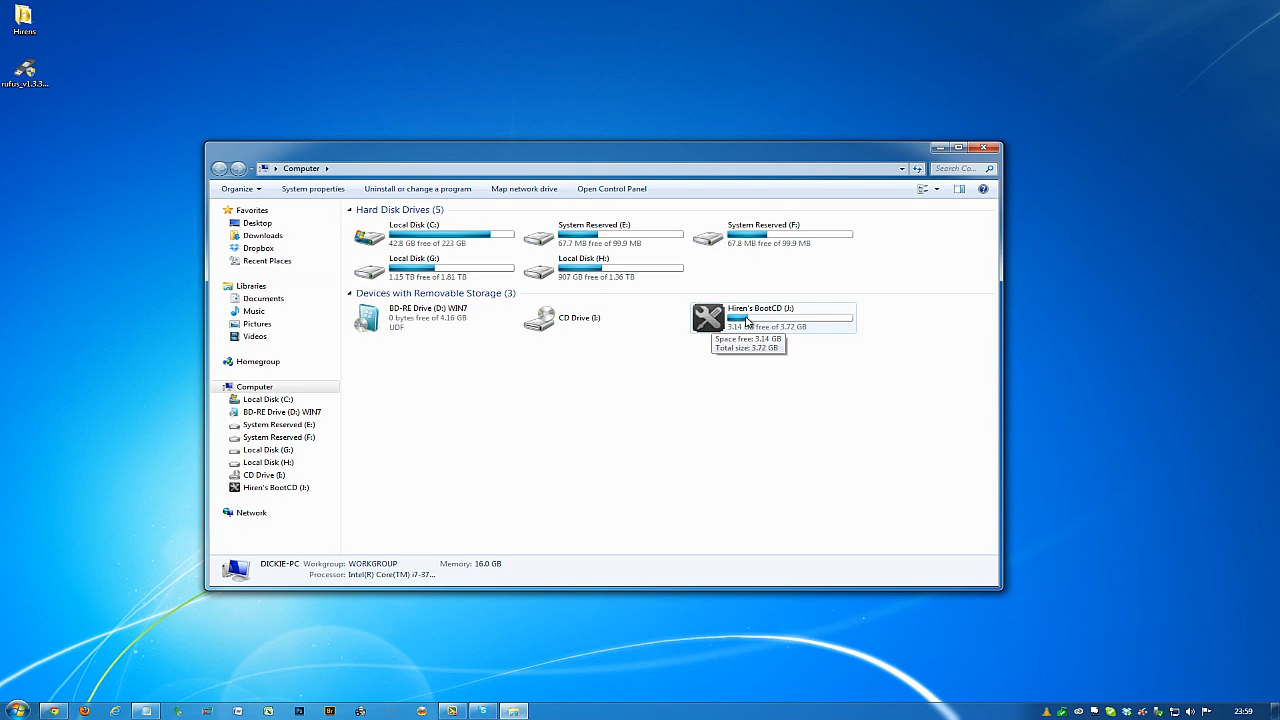 Hirens
rufus_v1.3.3...
Computer
Search Co...
Organize
System properties
Uninstall or change a program
Map network drive
Open Control Panel
Favorites
Desktop
Downloads
Dropbox
Recent Places
Libraries
Documents
Music
Pictures
Videos
Homegroup
Computer
Local Disk (C:)
BD-RE Drive (D:) WIN7
System Reserved (E:)
System Reserved (F:)
Local Disk (G:)
Local Disk (H:)
CD Drive (I:)
Hiren's BootCD (J:)
Network
Hard Disk Drives (5)
Local Disk (C:)
42.8 GB free of 223 GB
System Reserved (E:)
67.7 MB free of 99.9 MB
System Reserved (F:)
67.8 MB free of 99.9 MB
Local Disk (G:)
1.15 TB free of 1.81 TB
Local Disk (H:)
907 GB free of 1.36 TB
Devices with Removable Storage (3)
BD-RE Drive (D:) WIN7
0 bytes free of 4.16 GB
UDF
CD Drive (I:)
Hiren's BootCD (J:)
3.14 GB free of 3.72 GB
Space free: 3.14 GB
Total size: 3.72 GB
DICKIE-PC Workgroup: WORKGROUP Memory: 16.0 GB
Processor: Intel(R) Core(TM) i7-37...
23:59